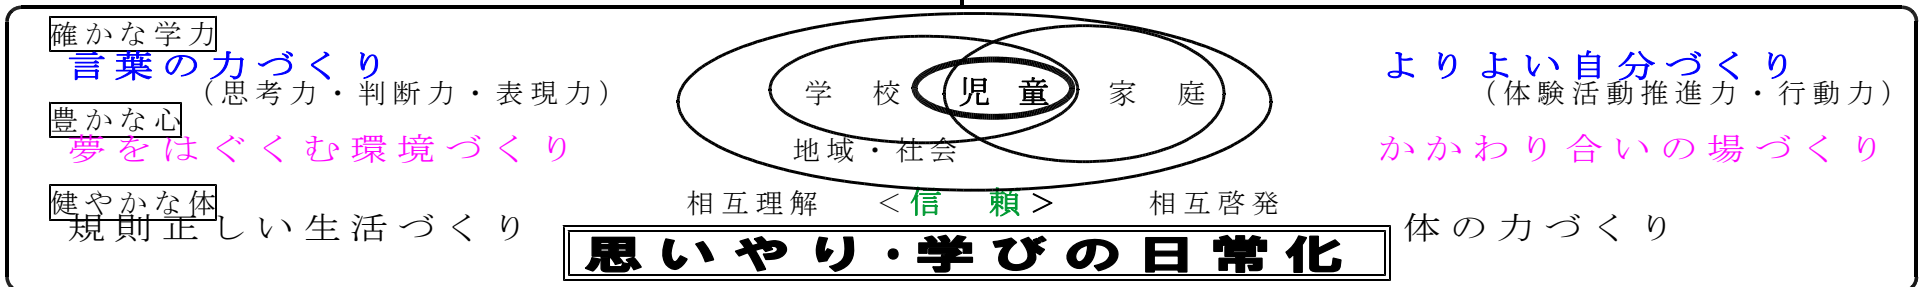 確かな学力
言葉の力づくり
（思考力・判断力・表現力）
豊かな心
夢をはぐくむ環境づくり
健やかな体
規則正しい生活づくり
学　校
児　童
家　庭
地域・社会
相互理解　＜信　頼＞　相互啓発
思いやり・学びの日常化
よりよい自分づくり
（体験活動推進力・行動力）
かかわり合いの場づくり
体の力づくり